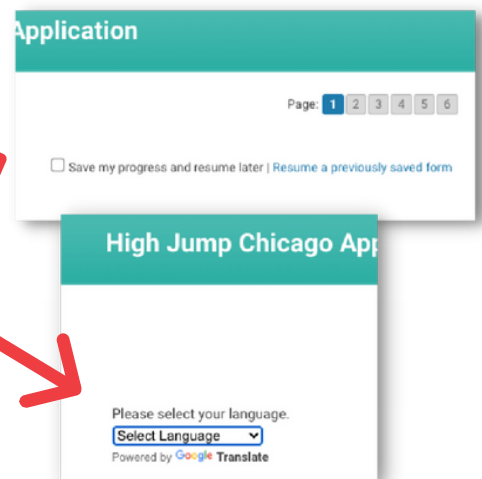 Application
Page: 1 2 3 4 5 6
Save my progress and resume later | Resume a previously saved form
High Jump Chicago App
Please select your language.
Select Language
Powered by Google Translate